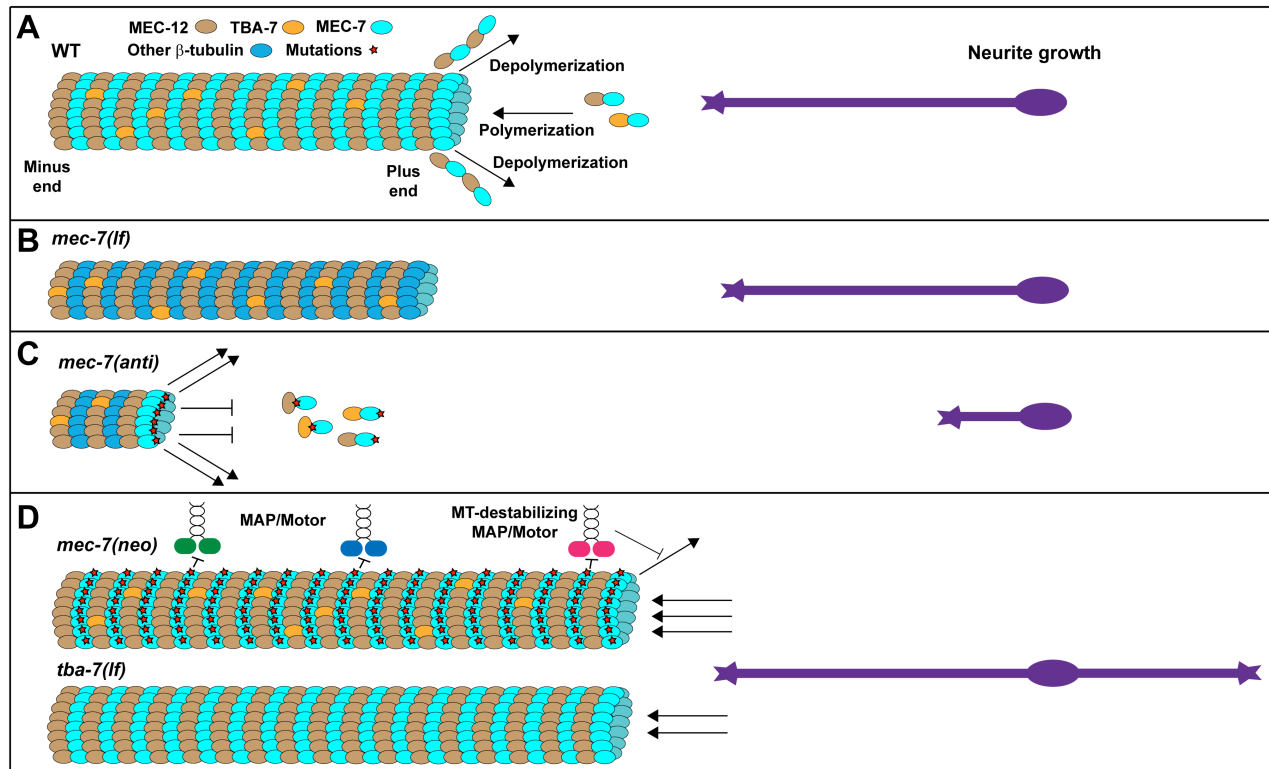 A
MEC-12 TBA-7 MEC-7
WT Other β-tubulin Mutations
Neurite growth
Depolymerization
Polymerization
Depolymerization
Minus
end
Plus
end
B
mec-7(lf)
C
mec-7(anti)
D
MAP/Motor
MT-destabilizing
MAP/Motor
mec-7(neo)
tba-7(lf)